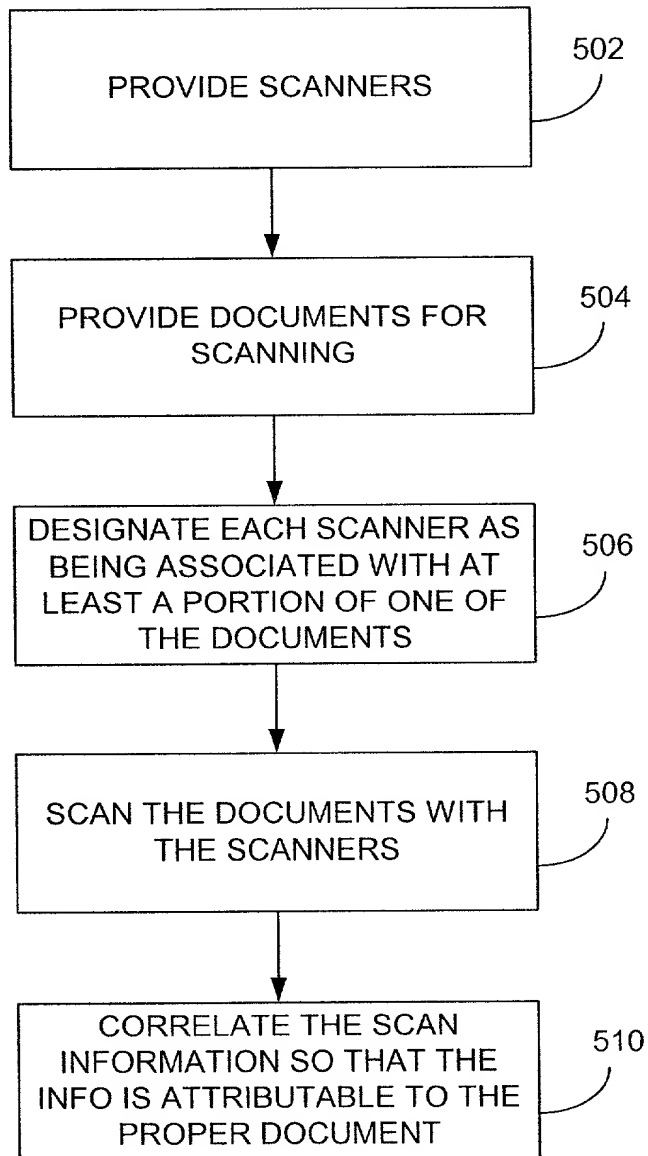 PROVIDE SCANNERS
502
PROVIDE DOCUMENTS FOR
SCANNING
504
DESIGNATE EACH SCANNER AS
BEING ASSOCIATED WITH AT
LEAST A PORTION OF ONE OF
THE DOCUMENTS
506
SCAN THE DOCUMENTS WITH
THE SCANNERS
508
CORRELATE THE SCAN
INFORMATION SO THAT THE
INFO IS ATTRIBUTABLE TO THE
PROPER DOCUMENT
510